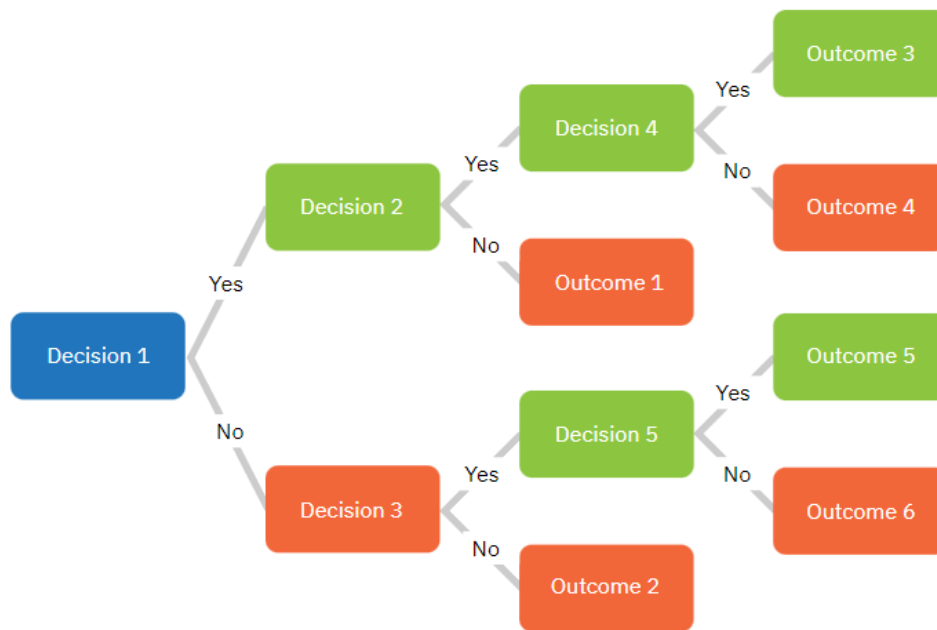 Outcome 3
Yes
Decision 4
Yes
No
Decision 2
Outcome 4
No
Yes
Outcome 1
Decision 1
Outcome 5
Yes
No
Decision 5
Yes
No
Decision 3
Outcome 6
No
Outcome 2